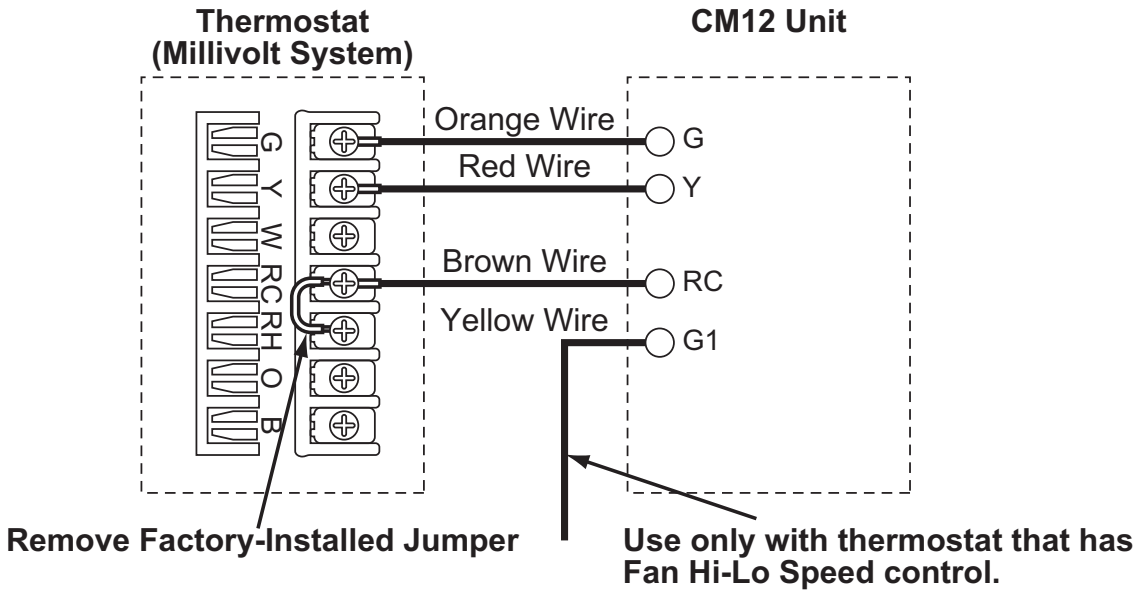 Thermostat
(Millivolt System)
CM12 Unit
G
Y
W
RC
RH
O
B
Orange Wire
Red Wire
Brown Wire
Yellow Wire
G
Y
RC
G1
Remove Factory-Installed Jumper
Use only with thermostat that has
Fan Hi-Lo Speed control.